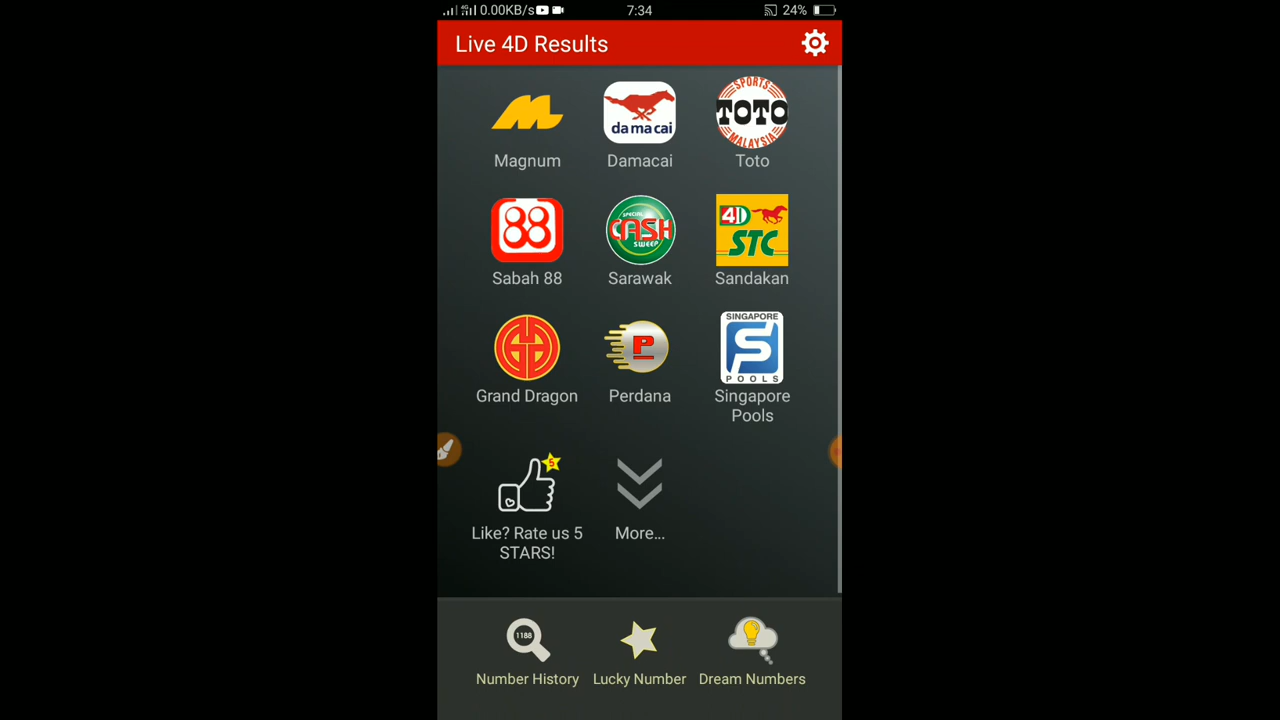 0.00KB/s 7:34 24%
Live 4D Results
da ma cai
SPORTS
TOTO
MALAYSIA
Magnum Damacai Toto
88
SPECIAL
CASH
SWEEP
4D
STC
Sabah 88 Sarawak Sandakan
P
SINGAPORE
POOLS
Grand Dragon Perdana Singapore
Pools
5
Like? Rate us 5
STARS!
More...
1188
Number History Lucky Number Dream Numbers